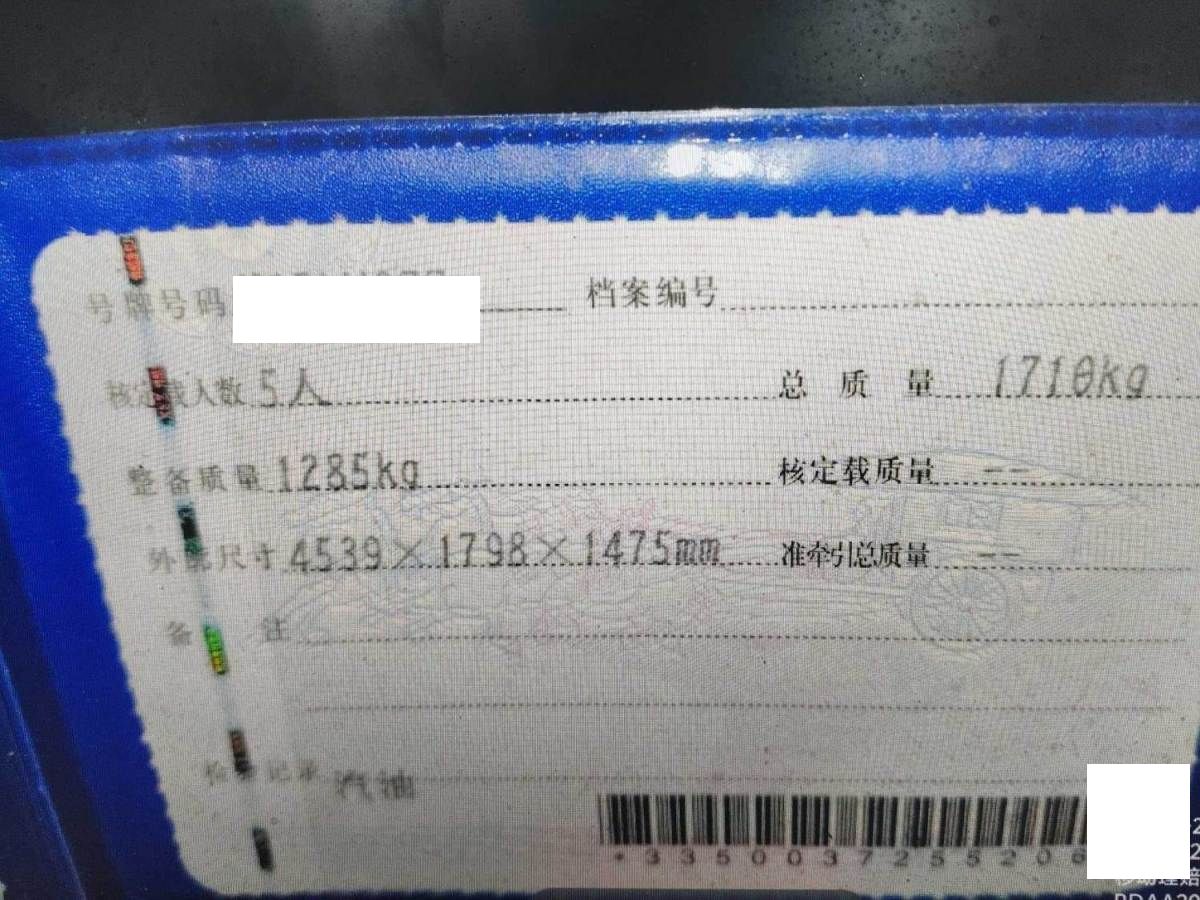 号牌号码 档案编号
核定载人数 5人 总质量 1710kg
整备质量 1285kg 核定载质量 --
外廓尺寸 4539×1798×1475mm 准牵引总质量 --
备注
检验记录 汽油
*3350037255206